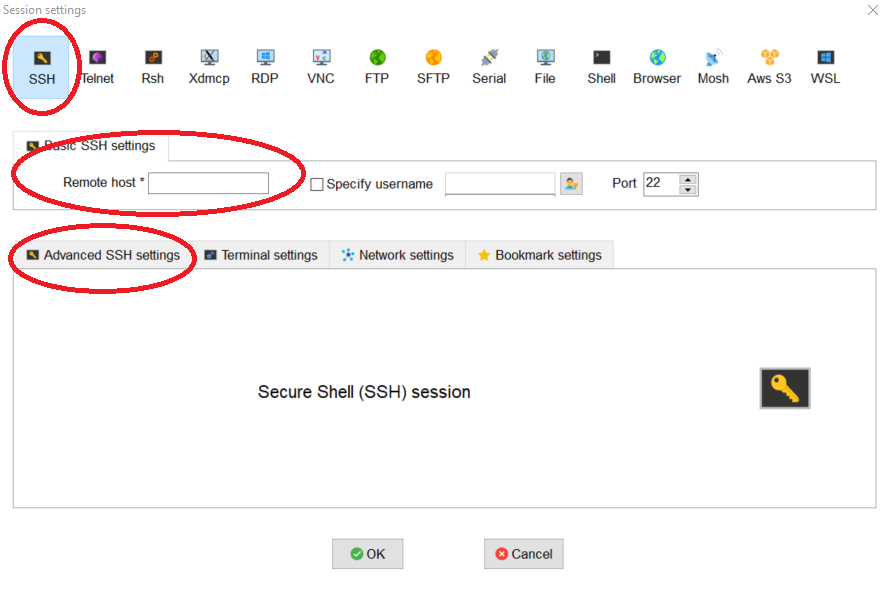 Session settings
SSH Telnet Rsh Xdmcp RDP VNC FTP SFTP Serial File Shell Browser Mosh Aws S3 WSL
Basic SSH settings
Remote host * Specify username Port 22
Advanced SSH settings Terminal settings Network settings Bookmark settings
Secure Shell (SSH) session
OK Cancel